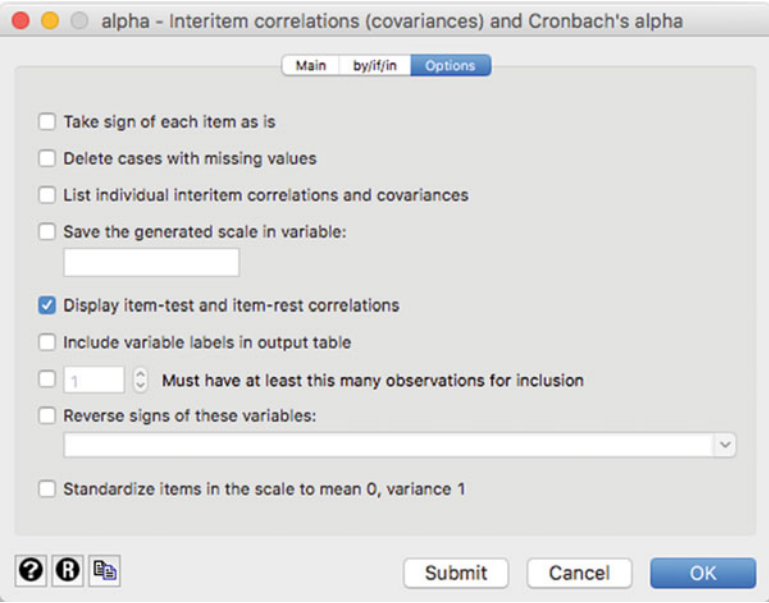 alpha - Interitem correlations (covariances) and Cronbach's alpha
Main by/if/in Options
Take sign of each item as is
Delete cases with missing values
List individual interitem correlations and covariances
Save the generated scale in variable:
Display item-test and item-rest correlations
Include variable labels in output table
1 Must have at least this many observations for inclusion
Reverse signs of these variables:
Standardize items in the scale to mean 0, variance 1
? R Submit Cancel OK